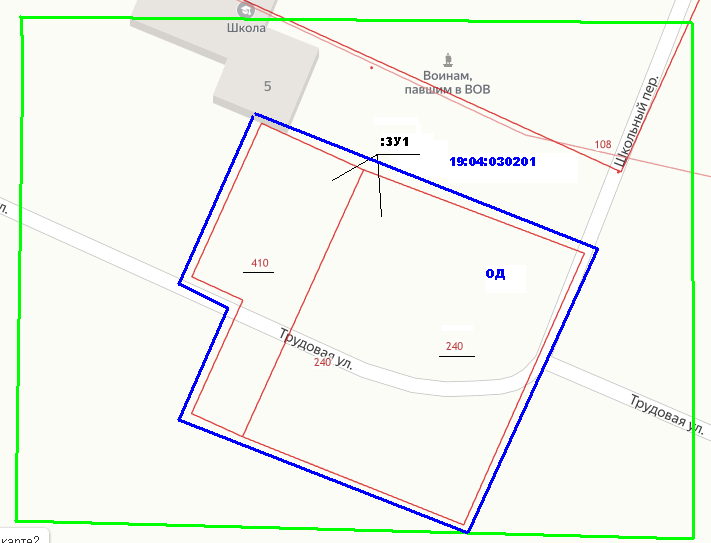 Школа
5
Воинам,
павшим в ВОВ
Школьный пер.
108
:ЗУ1
19:04:030201
л.
410
ОД
Трудовая ул.
240
240
Трудовая ул.
карте?